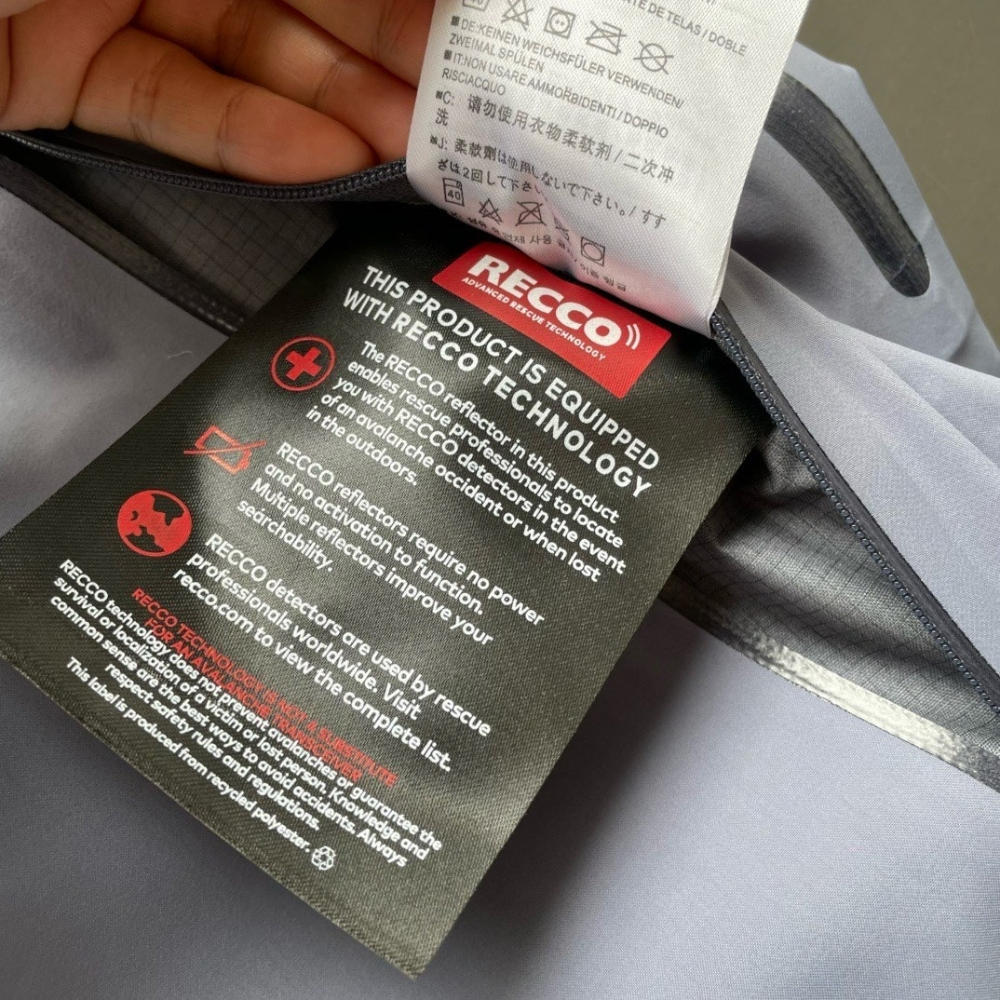 NTE DE TELAS / DOBLE
■DE:KEINEN WEICHSFÜLER VERWENDEN/
ZWEIMAL SPÜLEN
■IT:NON USARE AMMORBIDENTI / DOPPIO
RISCIACQUO
■C: 请勿使用衣物柔软剂 / 二次冲
洗
■J: 柔軟剤は使用しないで下さい。/ すす
ぎは2回して下さい。
40
RECCO
ADVANCED RESCUE TECHNOLOGY
THIS PRODUCT IS EQUIPPED
WITH RECCO TECHNOLOGY
The RECCO reflector in this product
enables rescue professionals to locate
you with RECCO detectors in the event
of an avalanche accident or when lost
in the outdoors.
RECCO reflectors require no power
and no activation to function.
Multiple reflectors improve your
searchability.
RECCO detectors are used by rescue
professionals worldwide. Visit
recco.com to view the complete list.
RECCO TECHNOLOGY IS NOT A SUBSTITUTE
FOR AN AVALANCHE TRANSCEIVER
RECCO technology does not prevent avalanches or guarantee the
survival or localization of a victim or lost person. Knowledge and
common sense are the best ways to avoid accidents. Always
respect safety rules and regulations.
This label is produced from recycled polyester.